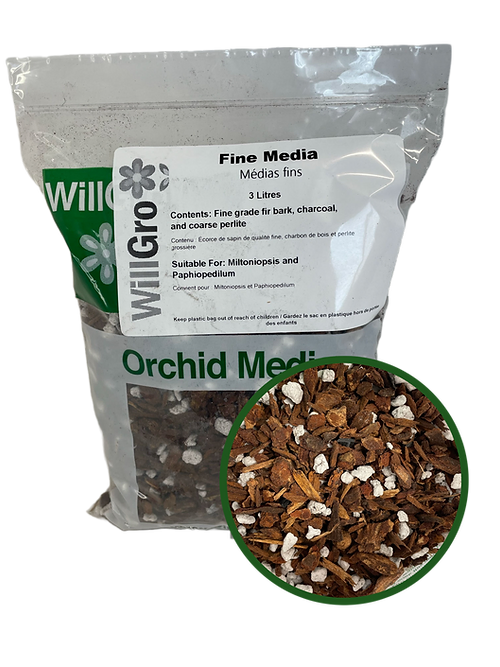 WillG
WillGro
Fine Media
Médias fins
3 Litres
Contents: Fine grade fir bark, charcoal,
and coarse perlite
Contenu : Écorce de sapin de qualité fine, charbon de bois et perlite
grossière
Suitable For: Miltoniopsis and
Paphiopedilum
Convient pour : Miltoniopsis et Paphiopedilum
Keep plastic bag out of reach of children / Gardez le sac en plastique hors de portée
des enfants
Orchid Medi